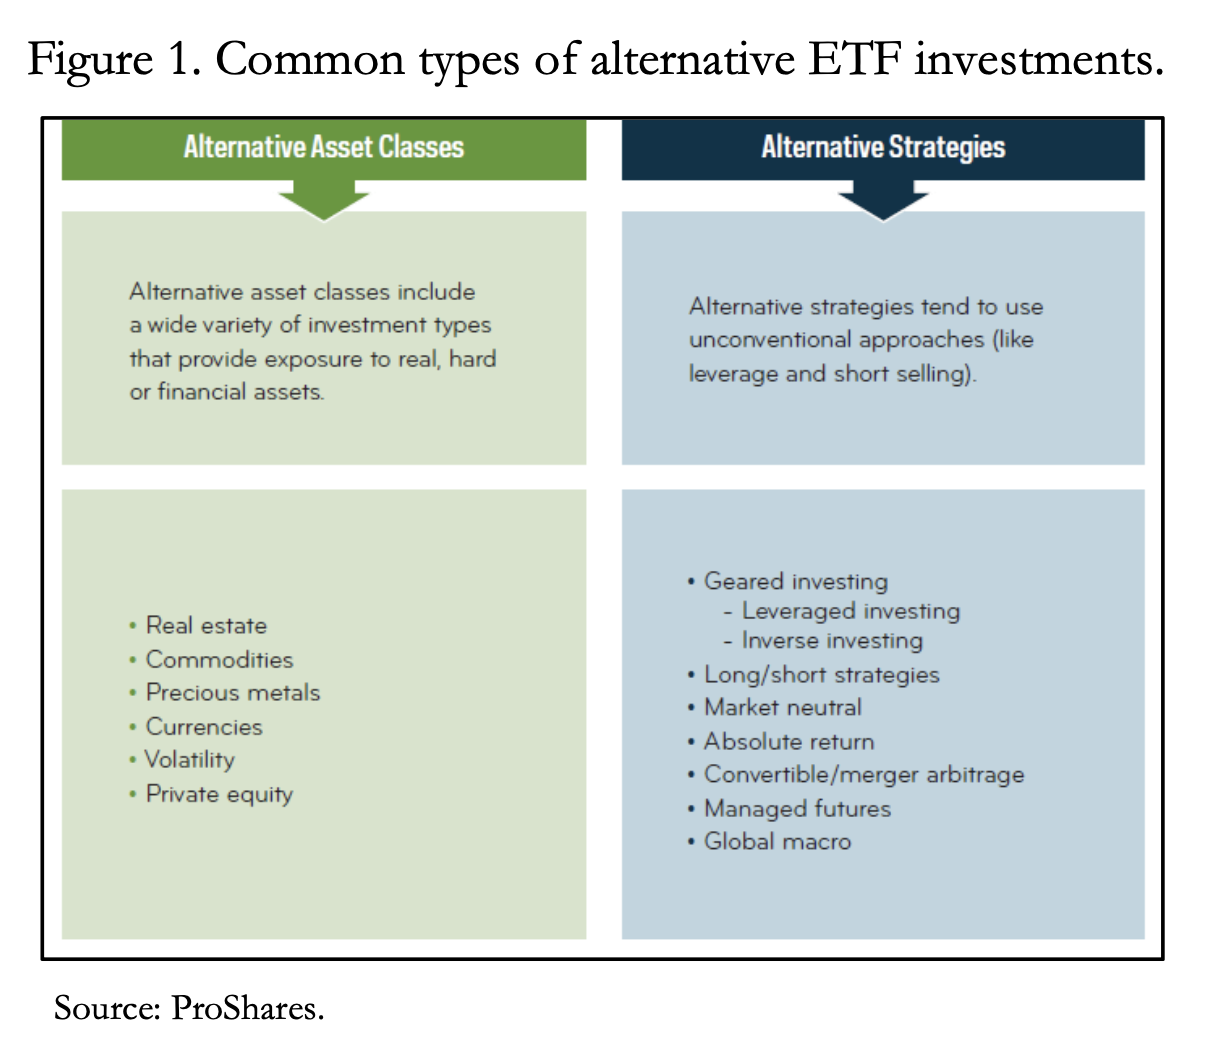 Figure 1. Common types of alternative ETF investments.
Alternative Asset Classes
Alternative asset classes include
a wide variety of investment types
that provide exposure to real, hard
or financial assets.
• Real estate
• Commodities
• Precious metals
• Currencies
• Volatility
• Private equity
Alternative Strategies
Alternative strategies tend to use
unconventional approaches (like
leverage and short selling).
• Geared investing
- Leveraged investing
- Inverse investing
• Long/short strategies
• Market neutral
• Absolute return
• Convertible/merger arbitrage
• Managed futures
• Global macro
Source: ProShares.